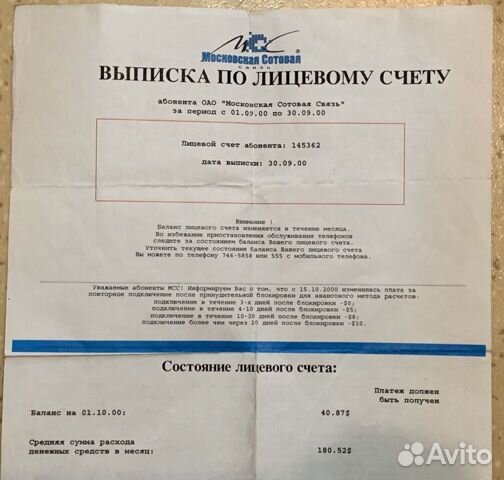 МСС
Московская Сотовая
СВЯЗЬ
ВЫПИСКА ПО ЛИЦЕВОМУ СЧЕТУ
абонента ОАО "Московская Сотовая Связь"
за период с 01.09.00 по 30.09.00
Лицевой счет абонента: 145362
дата выписки: 30.09.00
Внимание !
Баланс лицевого счета изменяется в течение месяца.
Во избежание приостановления обслуживания телефонов
следите за состоянием баланса Вашего лицевого счета.
Уточнить текущее состояние баланса Вашего лицевого счета
Вы можете по телефону 746-5858 или 555 с мобильного телефона.
Уважаемые абоненты МСС! Информируем Вас о том, что с 15.10.2000 изменилась плата за
повторное подключение после принудительной блокировки для авансового метода расчетов:
подключение в течение 3-х дней после блокировки -$0;
подключение в течение 4-10 дней после блокировки -$5;
подключение в течение 10-20 дней после блокировки -$8;
подключение более чем через 20 дней после блокировки -$10.
Состояние лицевого счета:
Платеж должен
быть получен
Баланс на 01.10.00: 40.87$
Средняя сумма расхода
денежных средств в месяц: 180.52$
Avito